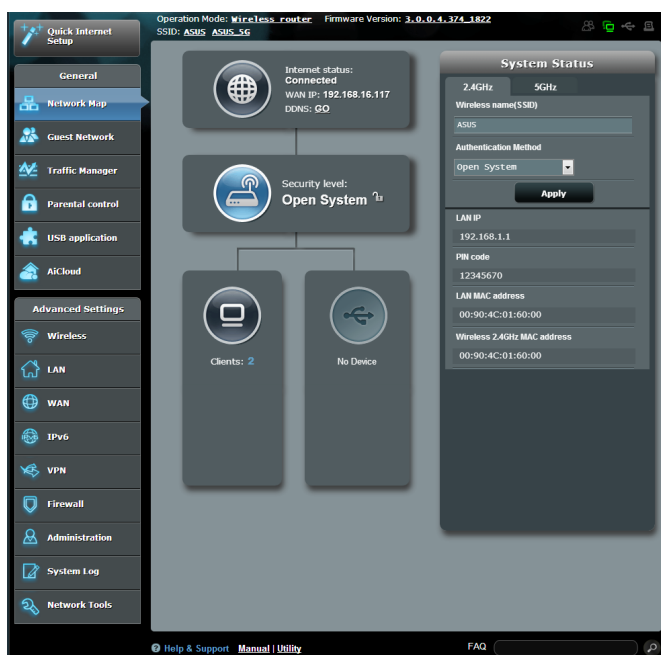 Quick Internet
Setup
Operation Mode: Wireless router Firmware Version: 3.0.0.4.374_1822
SSID: ASUS ASUS_5G
General
Network Map
Guest Network
Traffic Manager
Parental control
USB application
AiCloud
Advanced Settings
Wireless
LAN
WAN
IPv6
IPv6
VPN
Firewall
Administration
System Log
Network Tools
Internet status:
Connected
WAN IP: 192.168.16.117
DDNS: GO
Security level:
Open System
Clients: 2
No Device
System Status
2.4GHz 5GHz
Wireless name(SSID)
ASUS
Authentication Method
Open System
Apply
LAN IP
192.168.1.1
PIN code
12345670
LAN MAC address
00:90:4C:01:60:00
Wireless 2.4GHz MAC address
00:90:4C:01:60:00
Help & Support Manual | Utility FAQ